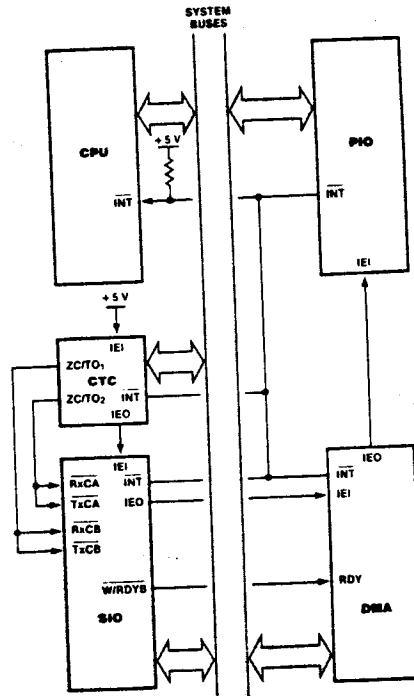 SYSTEM
BUSES
CPU
+5 V
INT
PIO
INT
IEI
+5 V
IEI
ZC/TO1
CTC
ZC/TO2
INT
IEO
IEI
RxCA
INT
TxCA
IEO
RxCB
TxCB
W/RDYB
SIO
IEO
INT
IEI
RDY
DMA